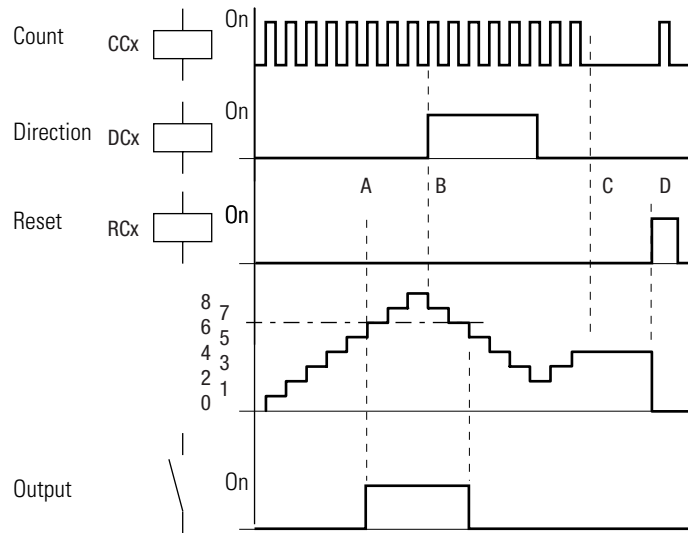 Count CCx On
Direction DCx On
A B C D
Reset RCx On
8 7
6 5
4 3
2 1
0
Output On